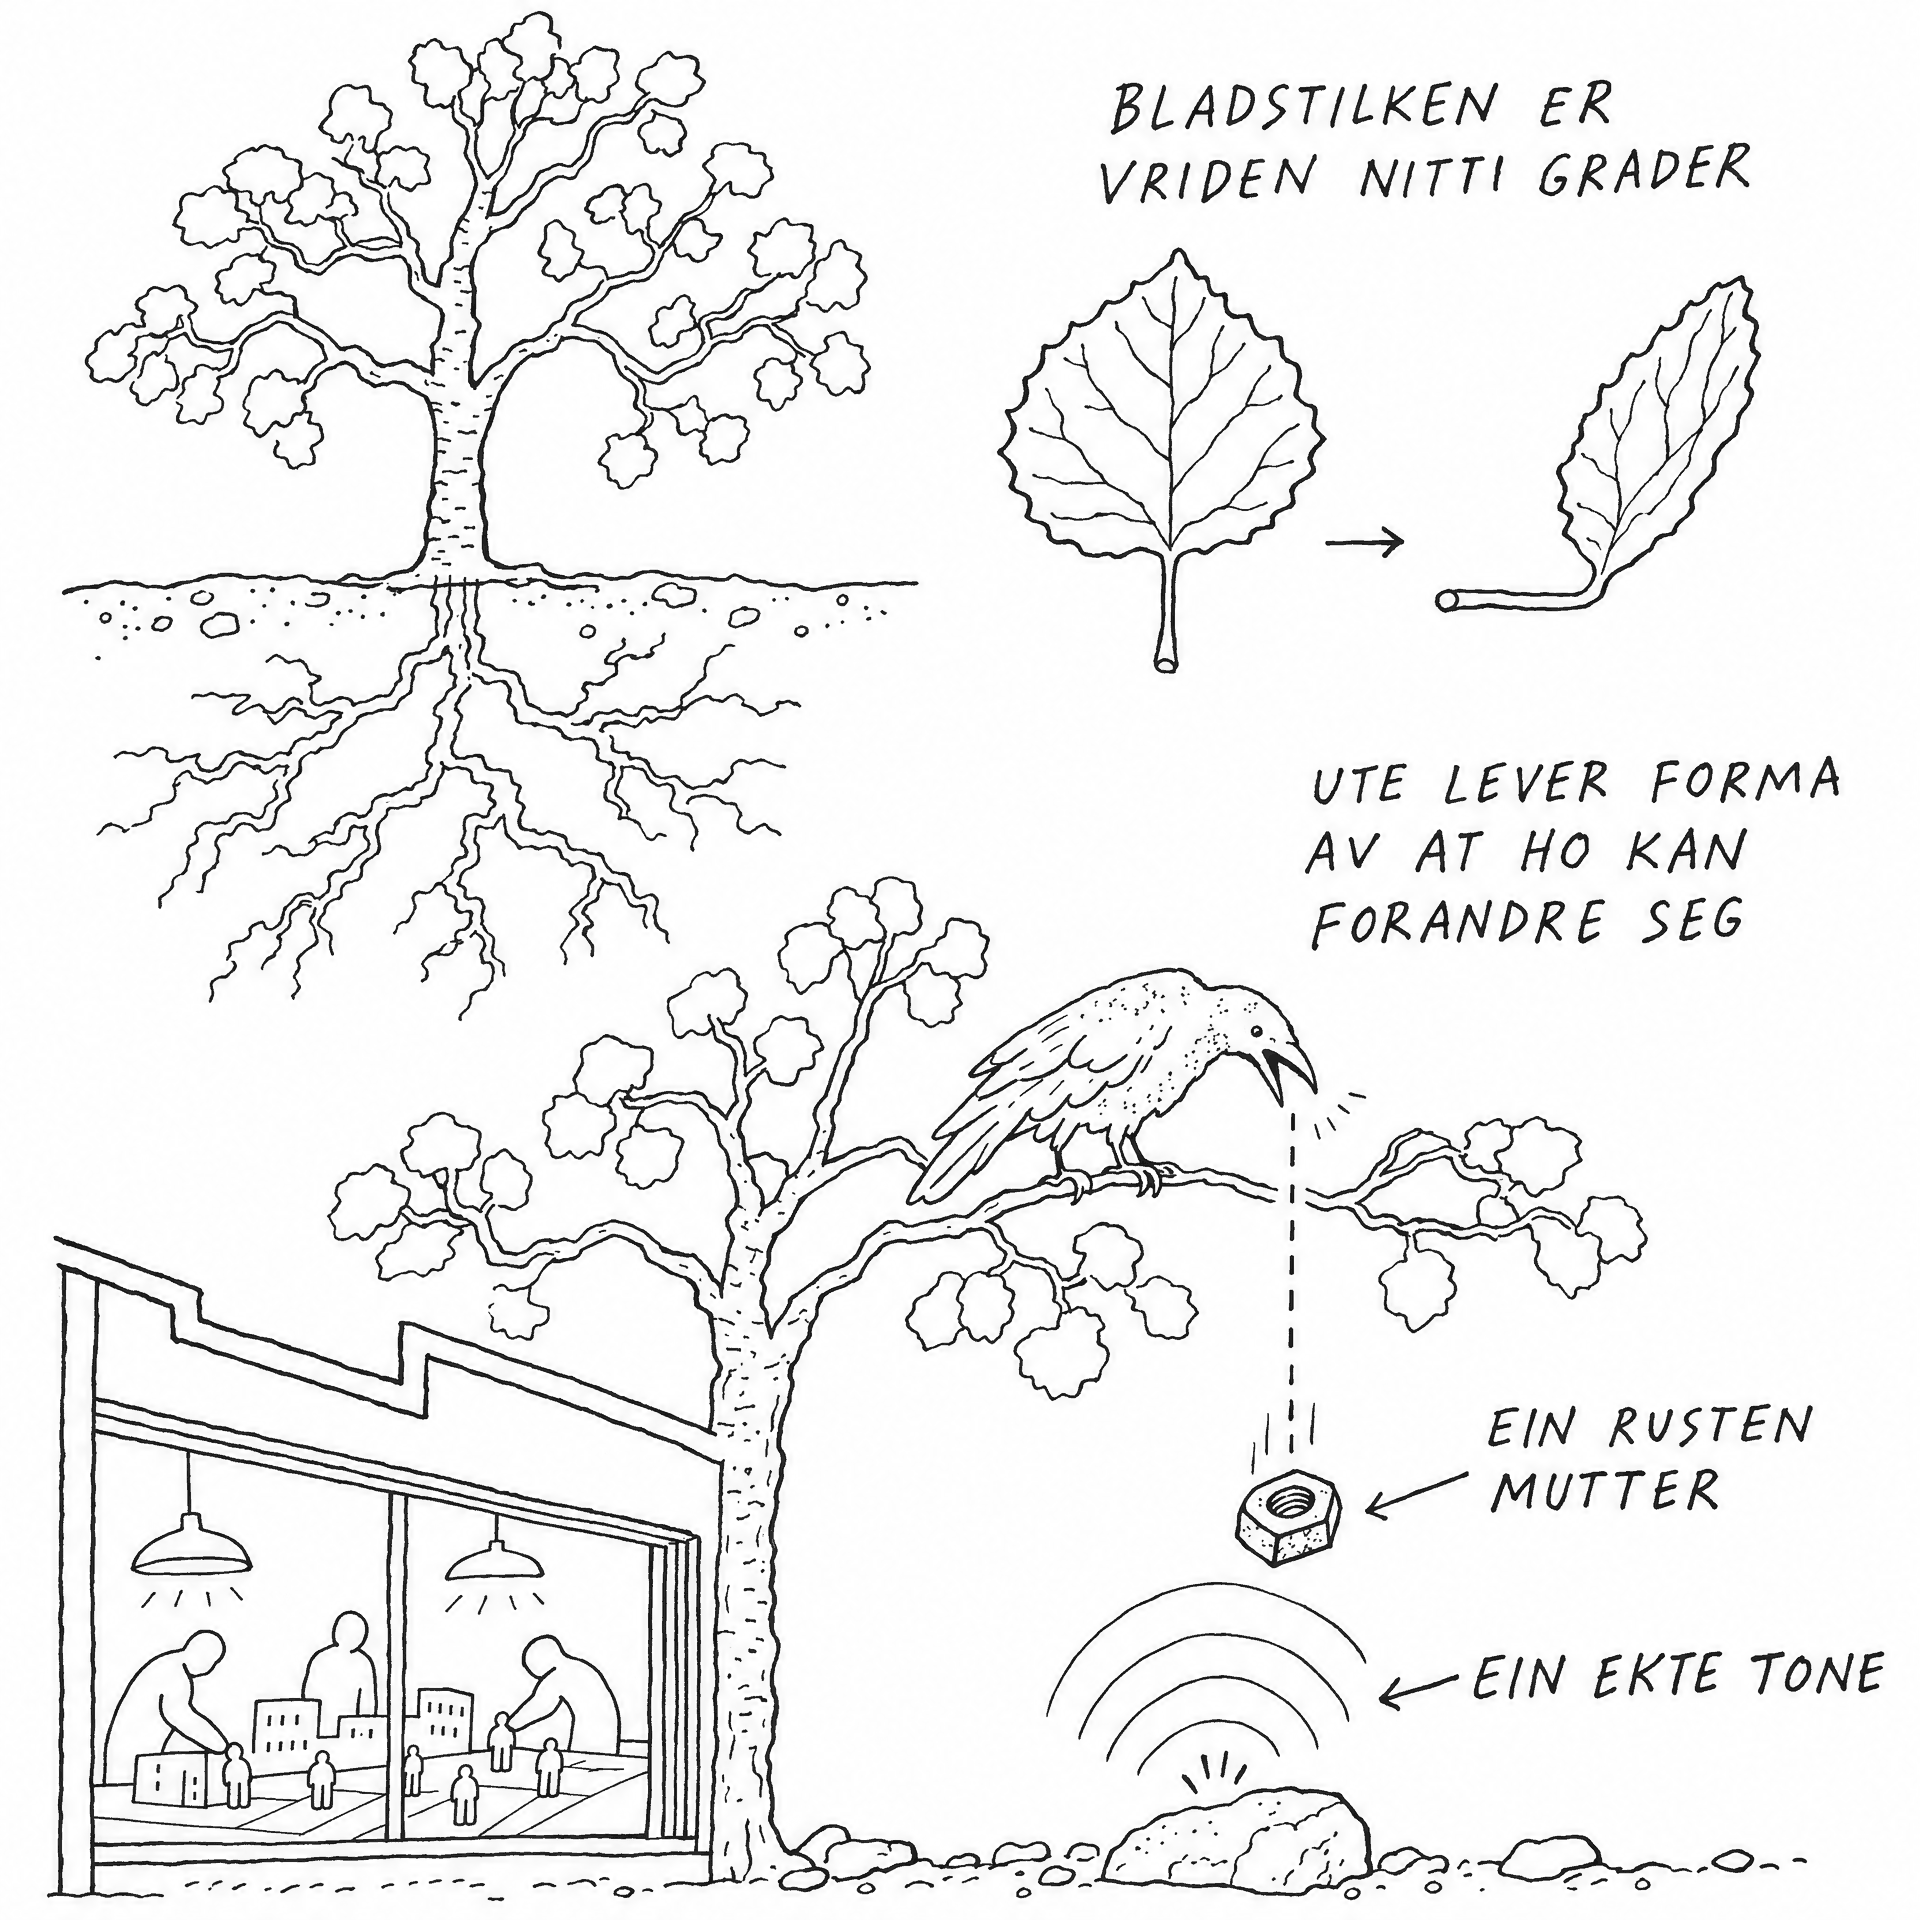 BLADSTILKEN ER
VRIDEN NITTI GRADER
UTE LEVER FORMA
AV AT HO KAN
FORANDRE SEG
EIN RUSTEN
MUTTER
EIN EKTE TONE